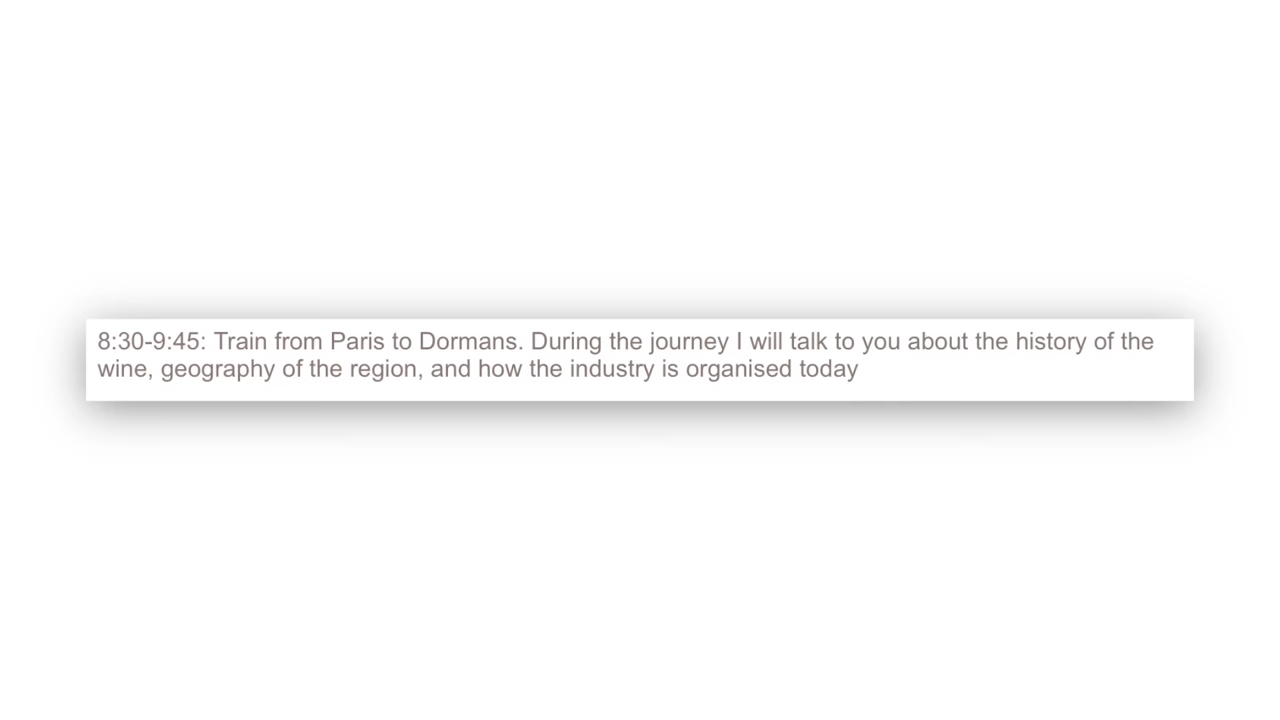 8:30-9:45: Train from Paris to Dormans. During the journey I will talk to you about the history of the
wine, geography of the region, and how the industry is organised today